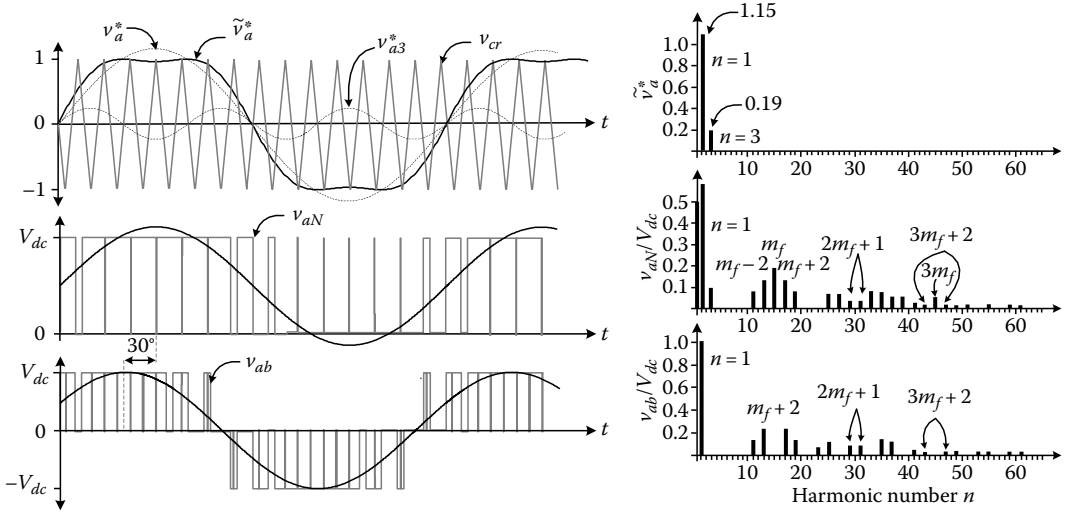 v*a ṽ*a v*a3 vcr
1
0
−1
t
Vdc
vaN
0
t
30°
Vdc
vab
0
t
−Vdc
ṽ*a
1.15
1.0
n = 1
0.8
0.6
0.4
0.19
0.2
n = 3
10 20 30 40 50 60
vaN/Vdc
0.5
n = 1
0.4
0.3
mf
2mf + 1
3mf + 2
0.2
mf − 2
mf + 2
3mf
0.1
10 20 30 40 50 60
vab/Vdc
1.0
n = 1
0.8
0.6
2mf + 1
3mf + 2
0.4
mf + 2
0.2
10 20 30 40 50 60
Harmonic number n